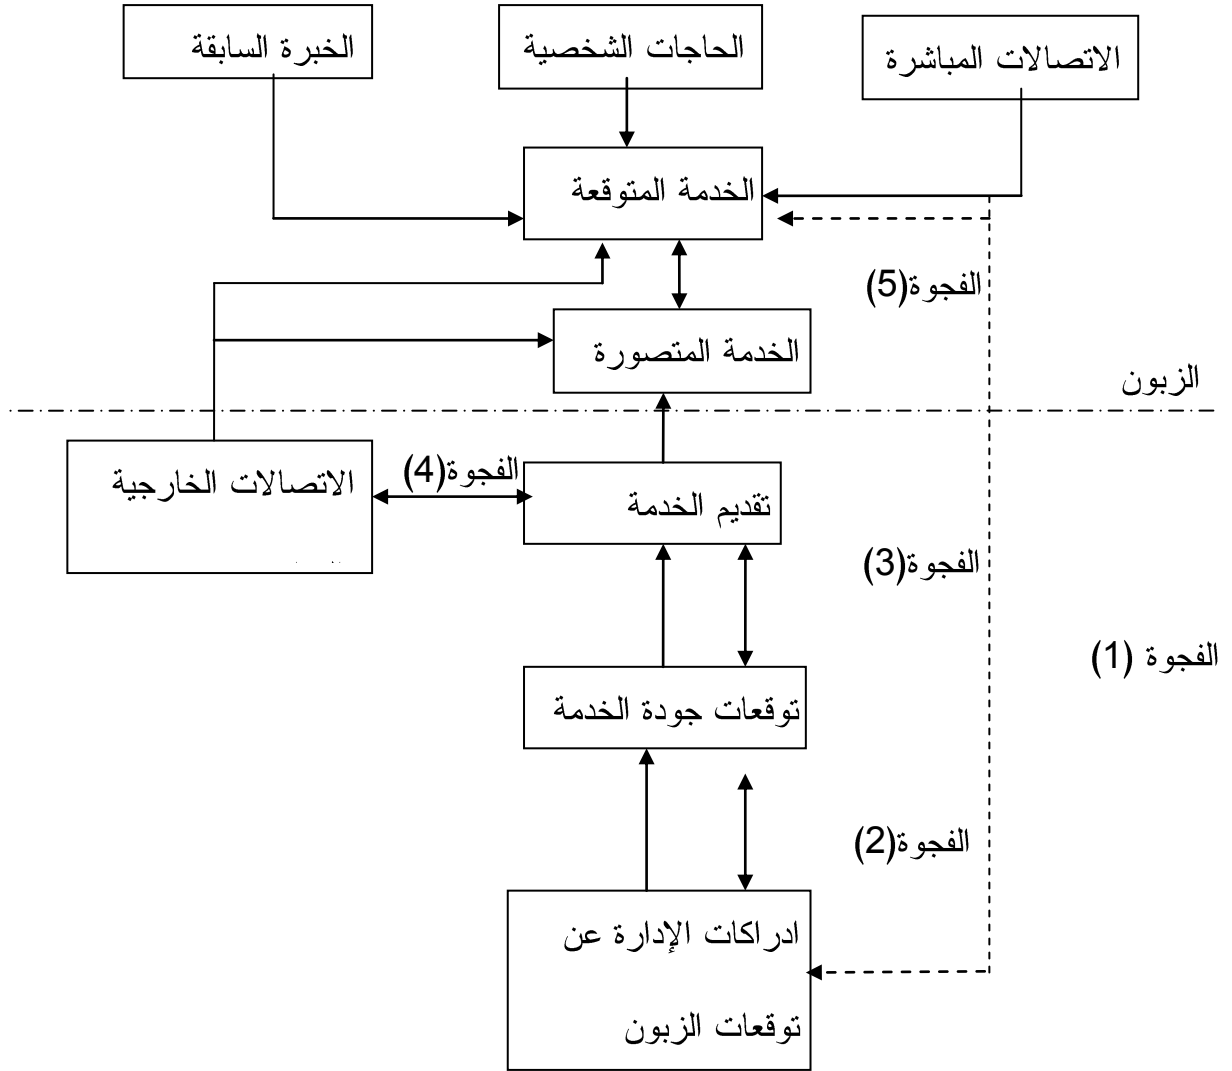 الاتصالات المباشرة
الحاجات الشخصية
الخبرة السابقة
الخدمة المتوقعة
الفجوة(5)
الخدمة المتصورة
الزبون
الاتصالات الخارجية
الفجوة(4)
تقديم الخدمة
الفجوة(3)
الفجوة (1)
توقعات جودة الخدمة
الفجوة(2)
ادراكات الإدارة عن
توقعات الزبون